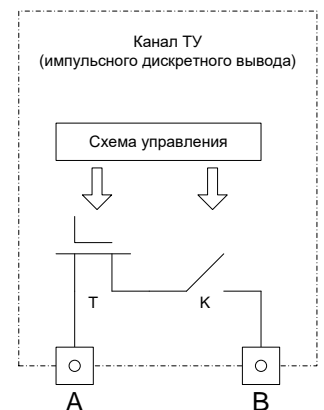 Канал ТУ
(импульсного дискретного вывода)
Схема управления
Т К
А В